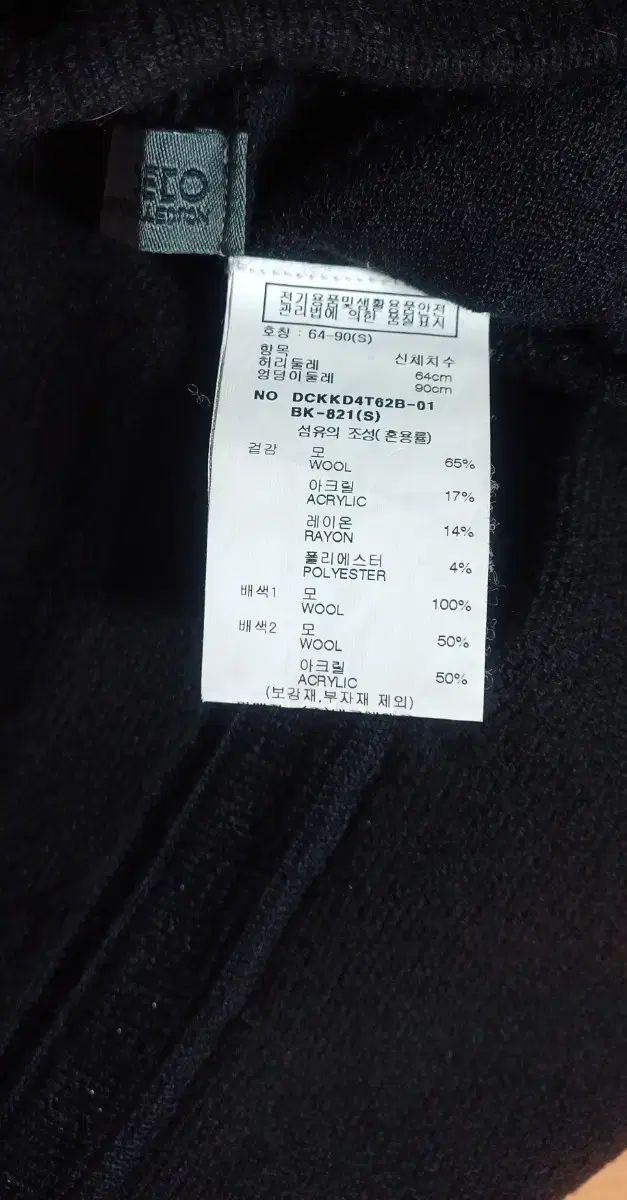 ECO
전기용품및생활용품안전
관리법에 의한 품질표시
호칭 : 64-90(S)
항목 신체치수
허리둘레 64cm
엉덩이둘레 90cm
NO DCKKD4T62B-01
BK-821(S)
섬유의 조성(혼용률)
겉감 모
WOOL 65%
아크릴
ACRYLIC 17%
레이온
RAYON 14%
폴리에스터
POLYESTER 4%
배색1 모
WOOL 100%
배색2 모
WOOL 50%
아크릴
ACRYLIC 50%
(보강재,부자재 제외)